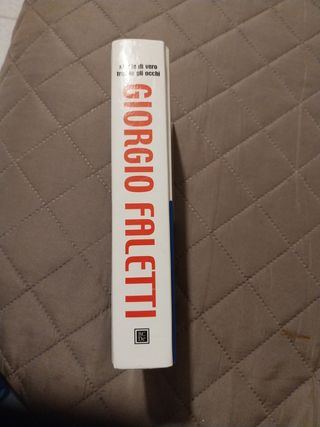 di vero
gli occhi
GIORGIO FALETTI